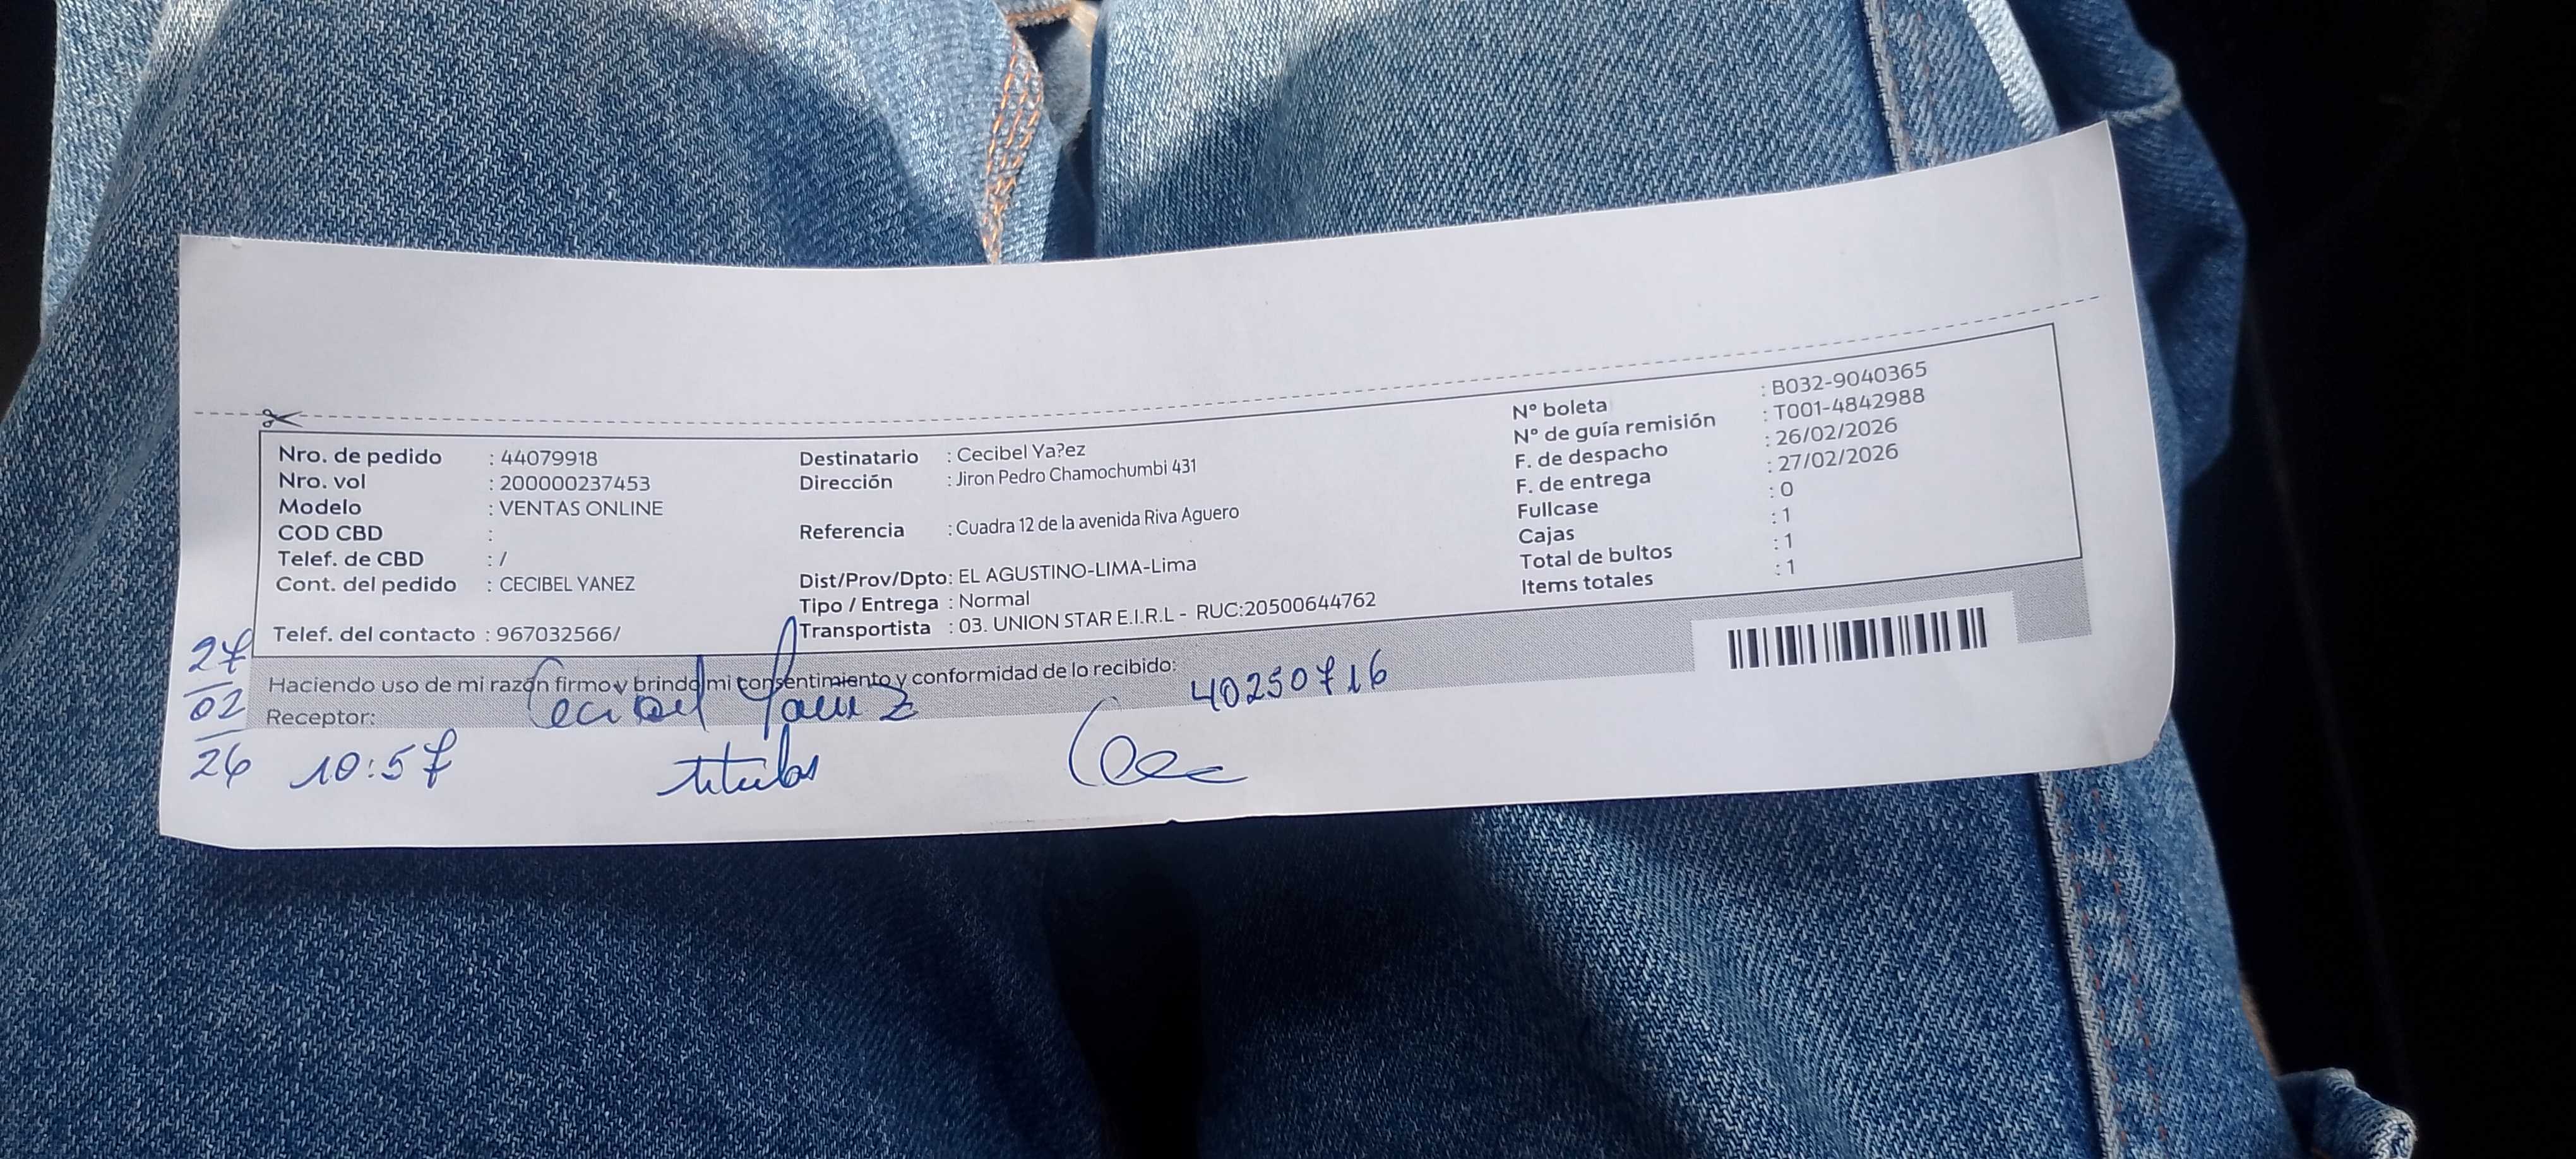 Nro. de pedido : 44079918
Nro. vol : 200000237453
Modelo : VENTAS ONLINE
COD CBD :
Telef. de CBD : /
Cont. del pedido : CECIBEL YANEZ
Telef. del contacto : 967032566/
Destinatario : Cecibel Ya?ez
Dirección : Jiron Pedro Chamochumbi 431
Referencia : Cuadra 12 de la avenida Riva Aguero
Dist/Prov/Dpto: EL AGUSTINO-LIMA-Lima
Tipo / Entrega : Normal
Transportista : 03. UNION STAR E.I.R.L - RUC:20500644762
N° boleta : B032-9040365
N° de guía remisión : T001-4842988
F. de despacho : 26/02/2026
F. de entrega : 27/02/2026
Fullcase : 0
Cajas : 1
Total de bultos : 1
Items totales : 1
Haciendo uso de mi razón firmo y brindo mi consentimiento y conformidad de lo recibido:
Receptor: Cecibel Yanez 40250716
27
02
26 10:57 titular